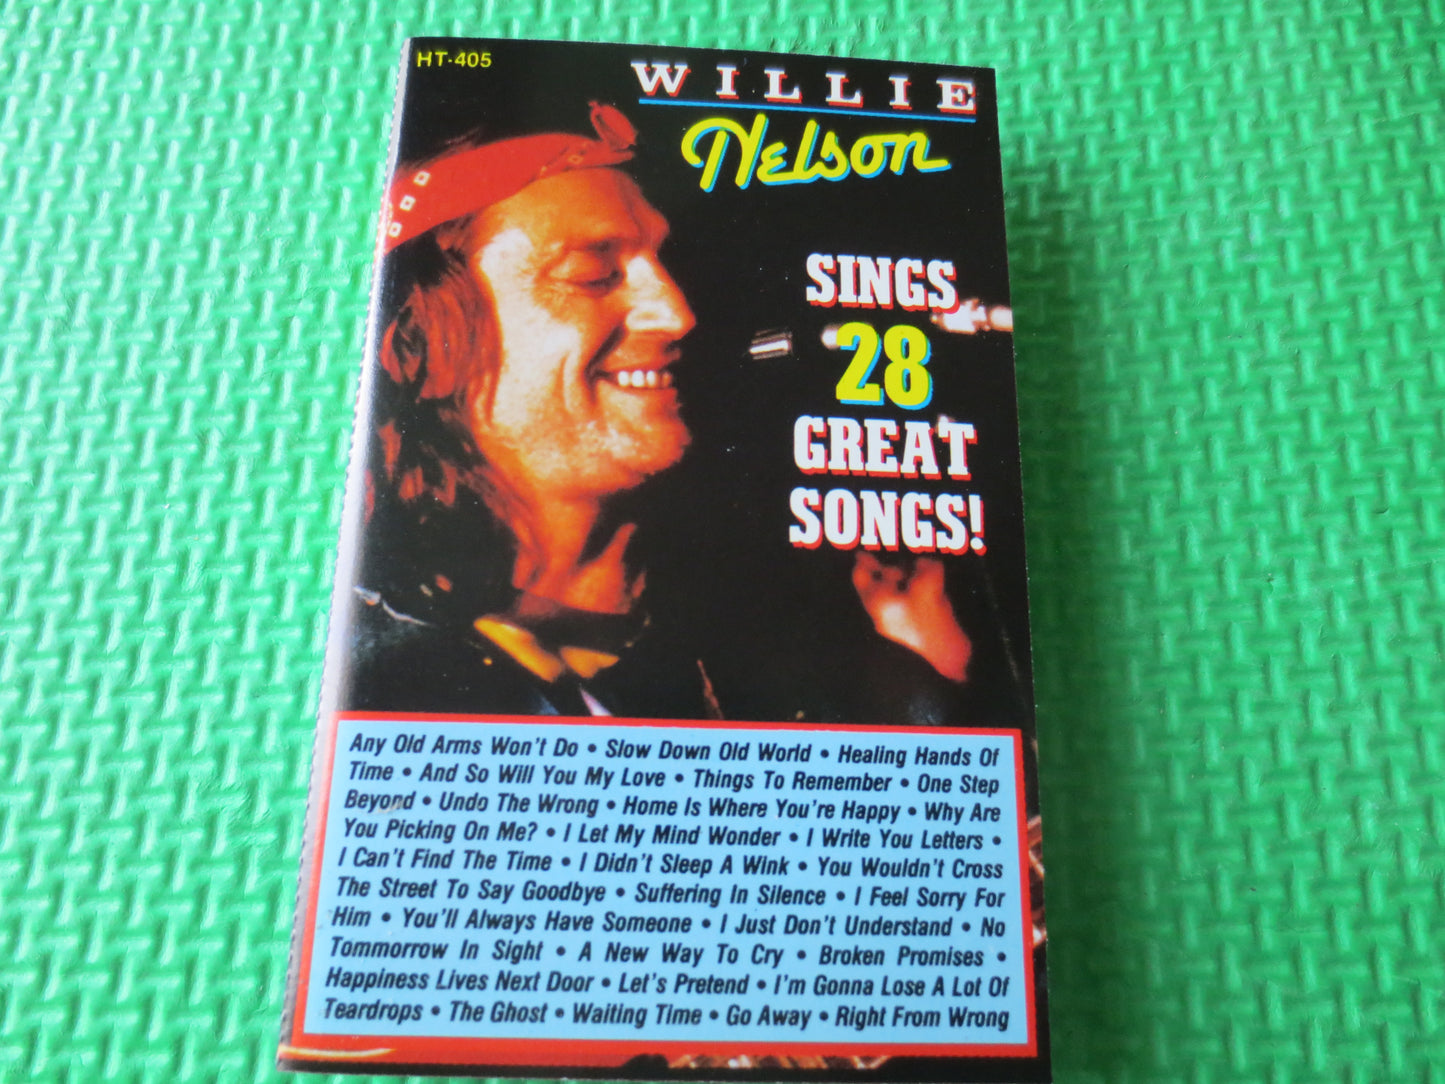 HT-405
WILLIE
Nelson
SINGS
28
GREAT
SONGS!
Any Old Arms Won't Do • Slow Down Old World • Healing Hands Of
Time • And So Will You My Love • Things To Remember • One Step
Beyond • Undo The Wrong • Home Is Where You're Happy • Why Are
You Picking On Me? • I Let My Mind Wonder • I Write You Letters •
I Can't Find The Time • I Didn't Sleep A Wink • You Wouldn't Cross
The Street To Say Goodbye • Suffering In Silence • I Feel Sorry For
Him • You'll Always Have Someone • I Just Don't Understand • No
Tommorrow In Sight • A New Way To Cry • Broken Promises •
Happiness Lives Next Door • Let's Pretend • I'm Gonna Lose A Lot Of
Teardrops • The Ghost • Waiting Time • Go Away • Right From Wrong